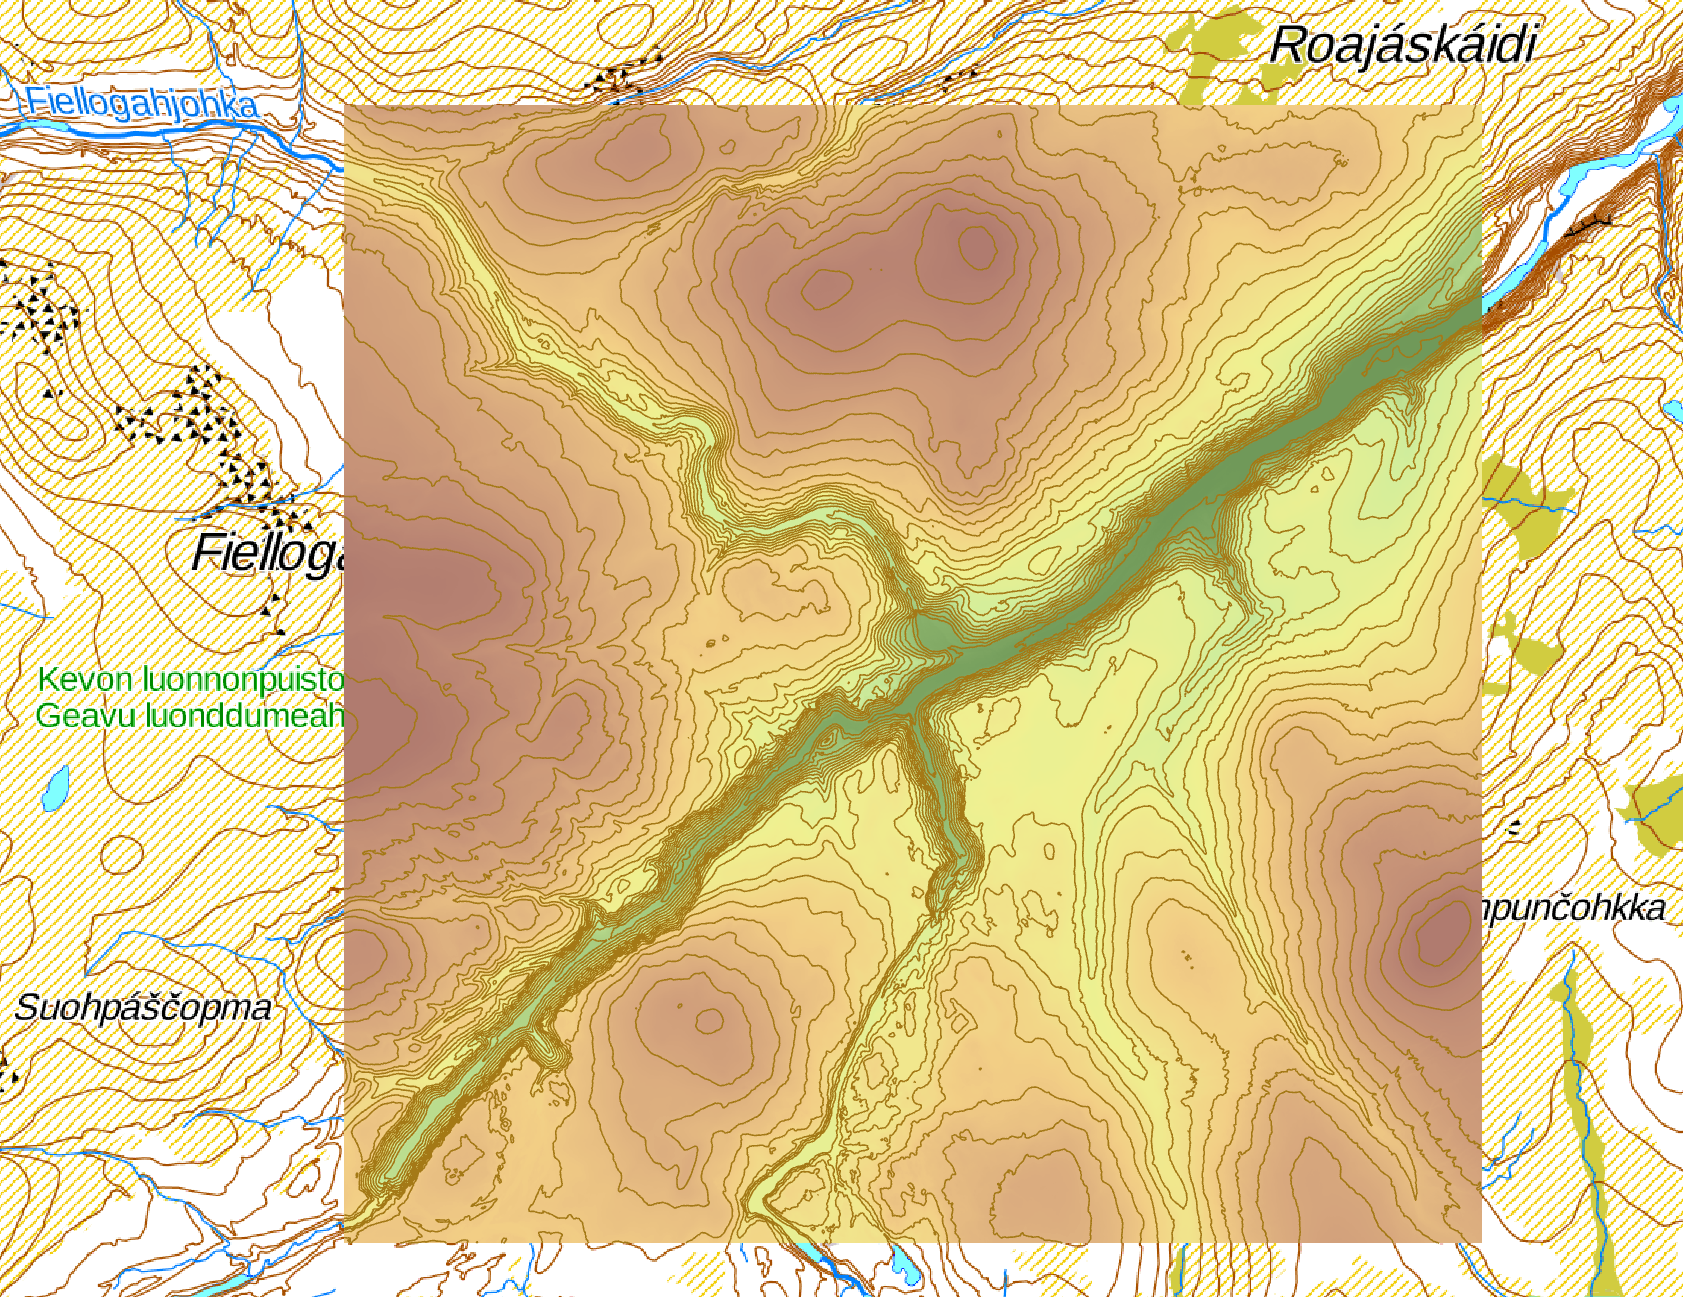 Roajáskáidi
Fiellogahjohka
Fielloga
Kevon luonnonpuisto
Geavu luonddumeah
npunčohkka
Suohpáščopma